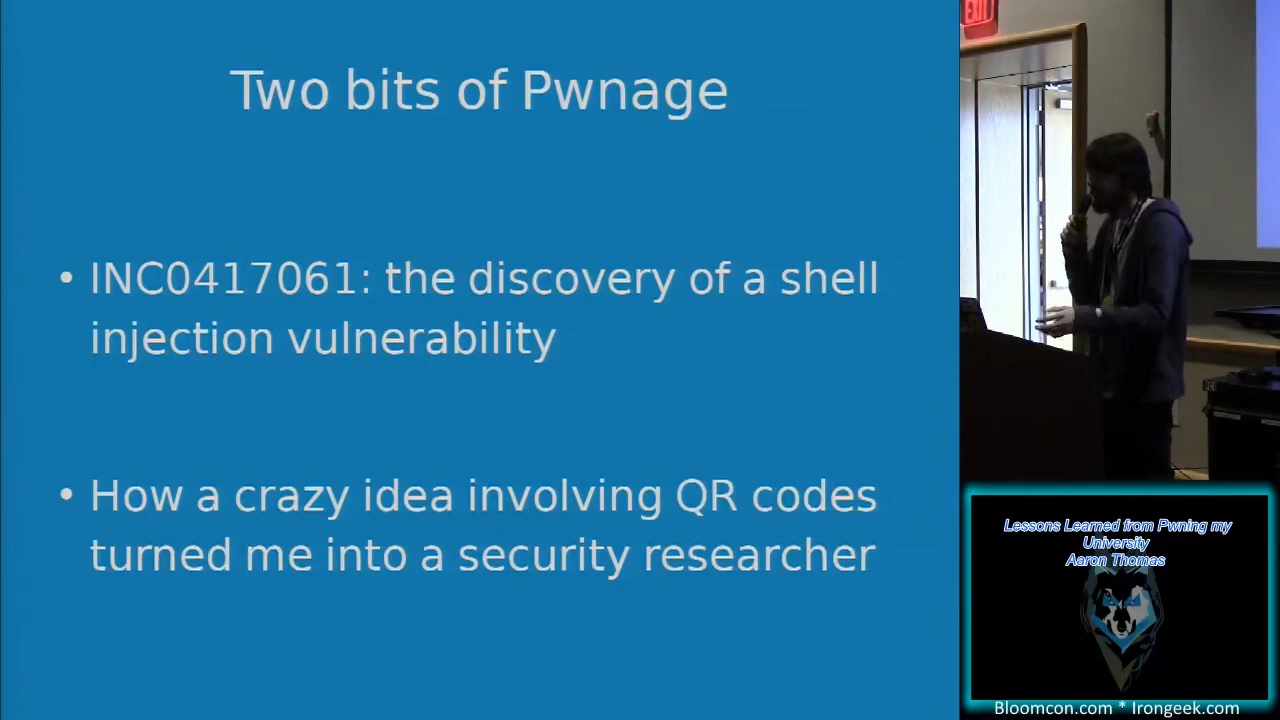 Two bits of Pwnage
• INC0417061: the discovery of a shell
injection vulnerability
• How a crazy idea involving QR codes
turned me into a security researcher
EXIT
Lessons Learned from Pwning my
University
Aaron Thomas
Bloomcon.com * Irongeek.com